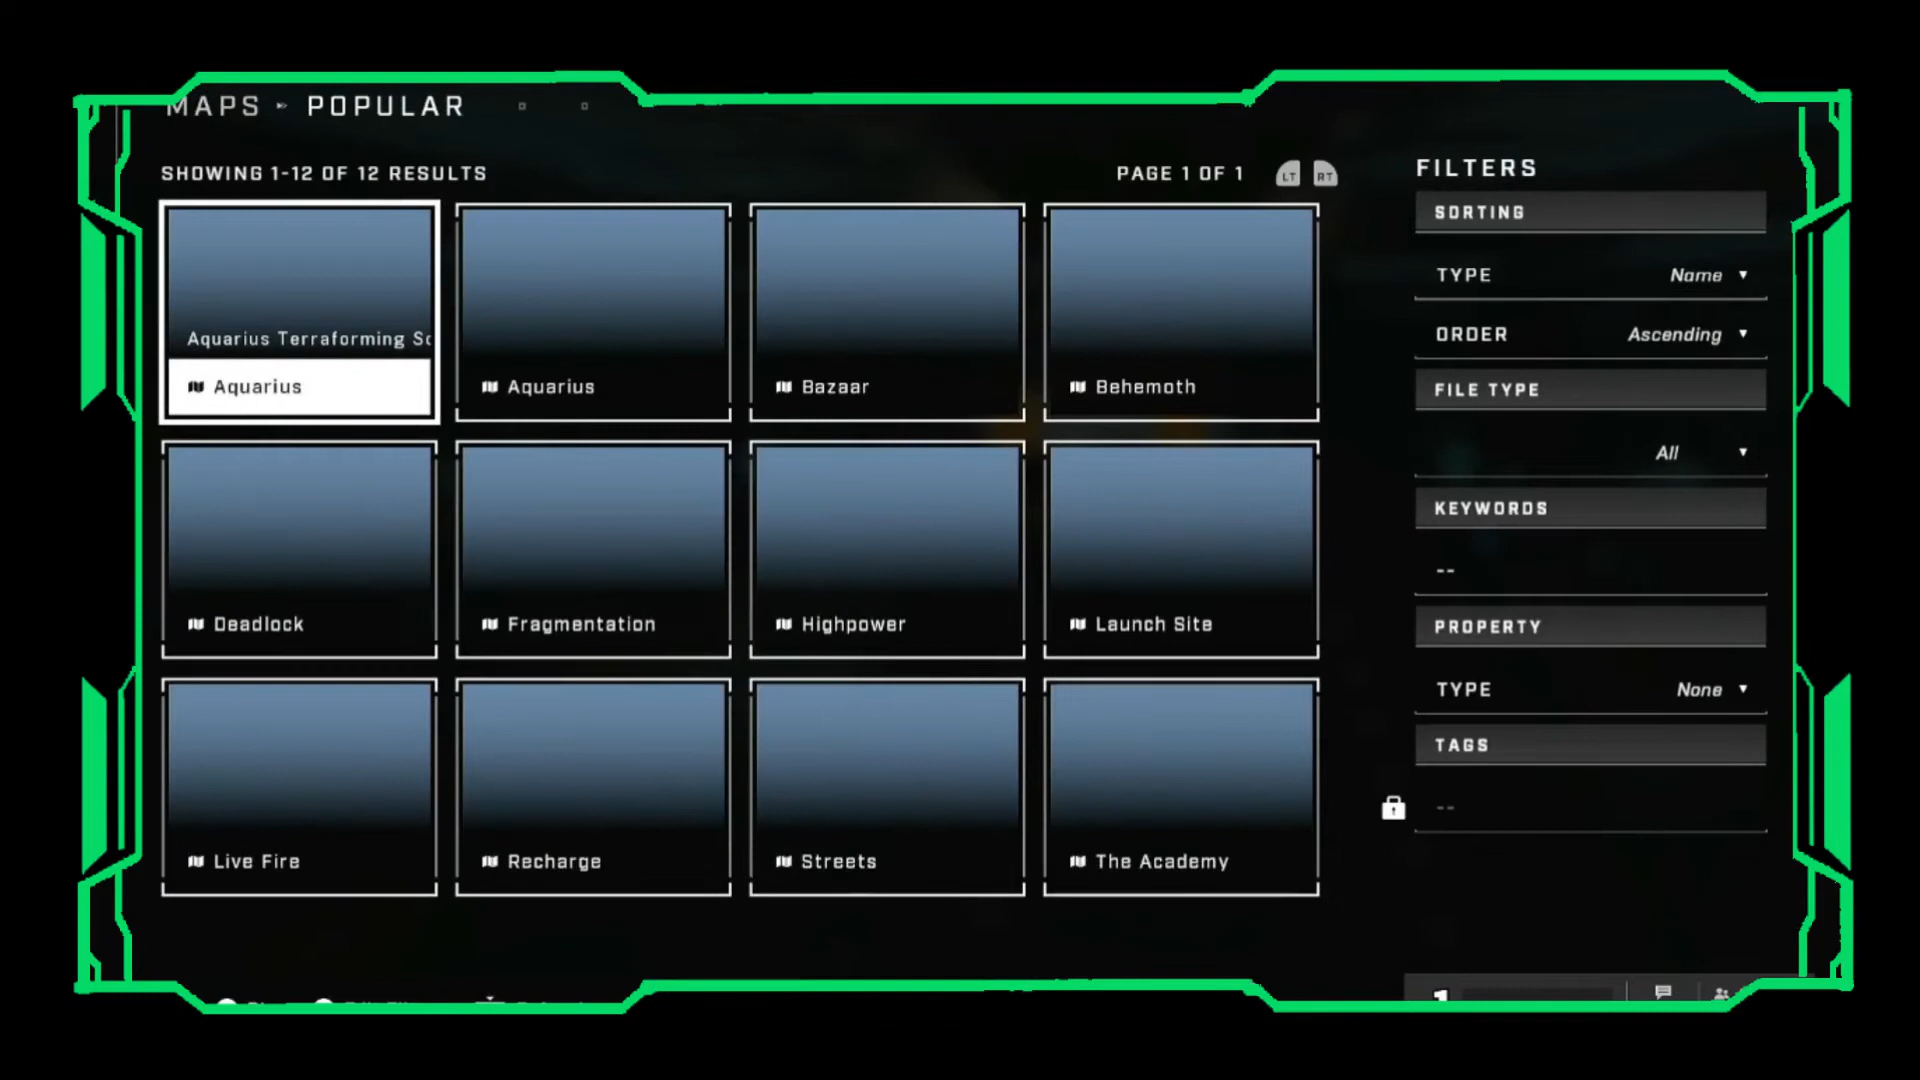 MAPS POPULAR
SHOWING 1-12 OF 12 RESULTS
PAGE 1 OF 1
LT RT
Aquarius Terraforming Sc
Aquarius
Aquarius
Bazaar
Behemoth
Deadlock
Fragmentation
Highpower
Launch Site
Live Fire
Recharge
Streets
The Academy
FILTERS
SORTING
TYPE Name
ORDER Ascending
FILE TYPE
All
KEYWORDS
--
PROPERTY
TYPE None
TAGS
--
1